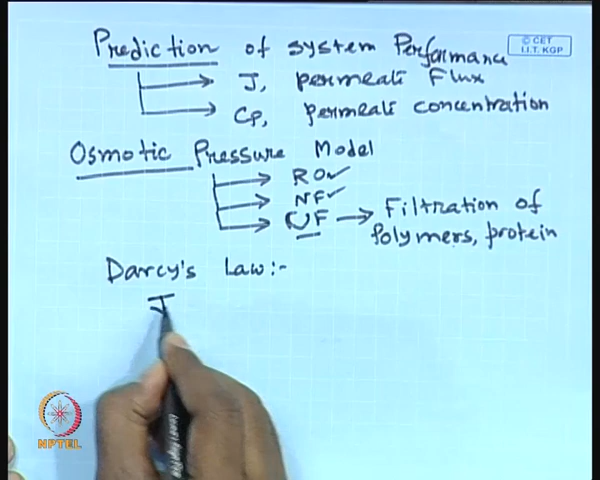 Prediction of system Performance
© CET
I.I.T. KGP
J, permeate Flux
Cp, permeate concentration
Osmotic Pressure Model
RO✓
NF✓
UF → Filtration of
Polymers, protein
Darcy's Law:-
J
NPTEL